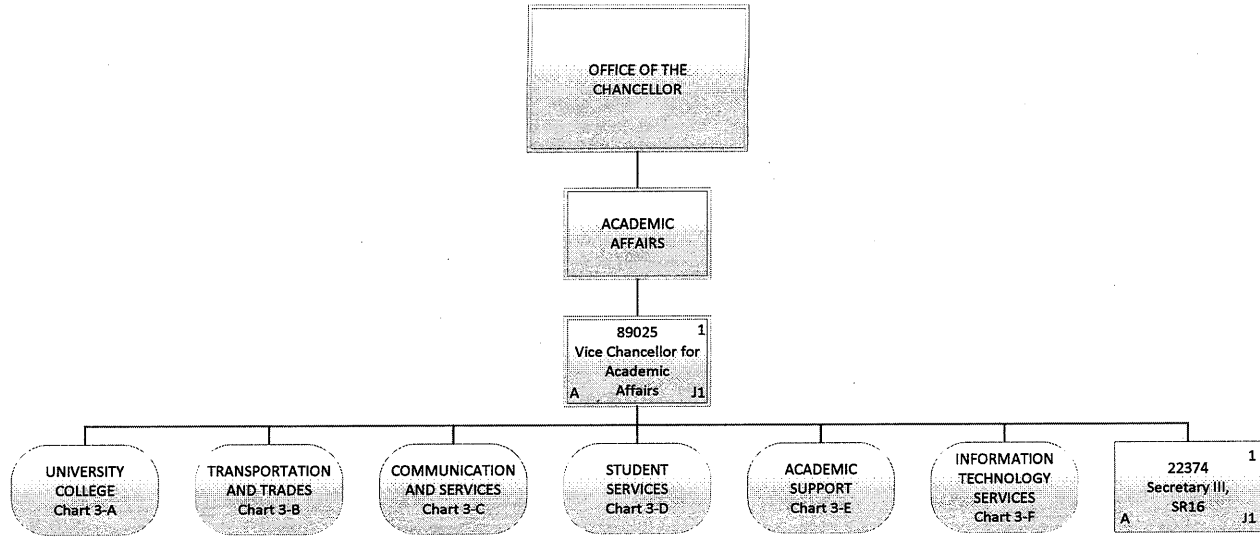 OFFICE OF THE
CHANCELLOR
ACADEMIC
AFFAIRS
89025 1
Vice Chancellor for
Academic
Affairs
A J1
UNIVERSITY
COLLEGE
Chart 3-A
TRANSPORTATION
AND TRADES
Chart 3-B
COMMUNICATION
AND SERVICES
Chart 3-C
STUDENT
SERVICES
Chart 3-D
ACADEMIC
SUPPORT
Chart 3-E
INFORMATION
TECHNOLOGY
SERVICES
Chart 3-F
1
22374
Secretary III,
SR16
A J1